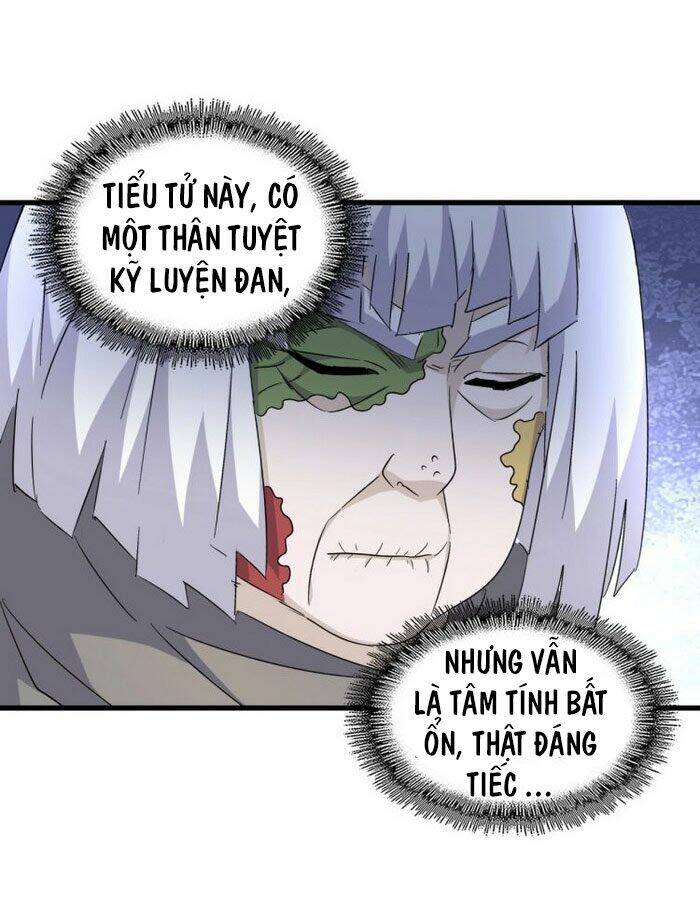 TIỂU TỬ NÀY, CÓ
MỘT THÂN TUYỆT
KỸ LUYỆN ĐAN,
NHƯNG VẪN
LÀ TÂM TÍNH BẤT
ỔN, THẬT ĐÁNG
TIẾC ...